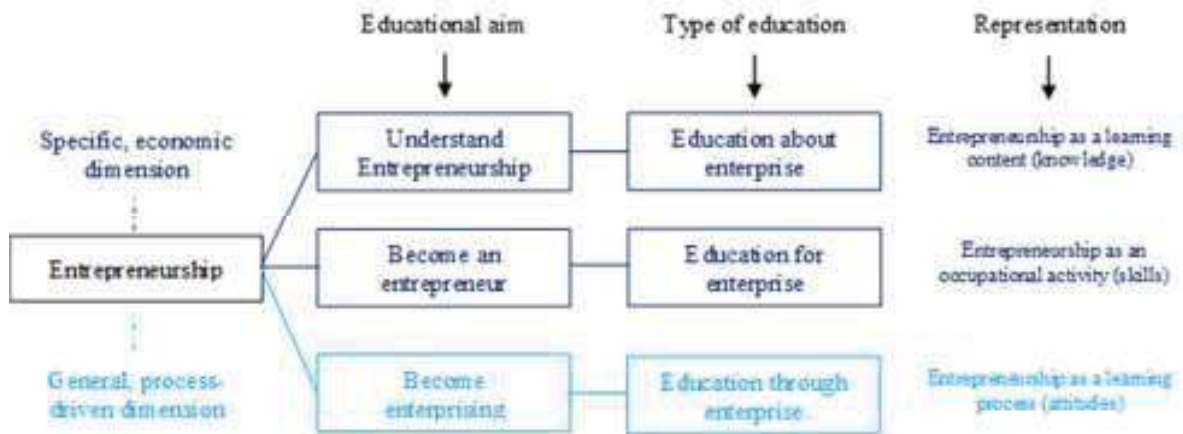 Educational aim
Type of education
Representation
Specific, economic
dimension
Understand
Entrepreneurship
Education about
enterprise
Entrepreneurship as a learning
content (knowledge)
Entrepreneurship
Become an
entrepreneur
Education for
enterprise
Entrepreneurship as an
occupational activity (skills)
General, process-
driven dimension
Become
enterprising
Education through
enterprise
Entrepreneurship as a learning
process (attitudes)